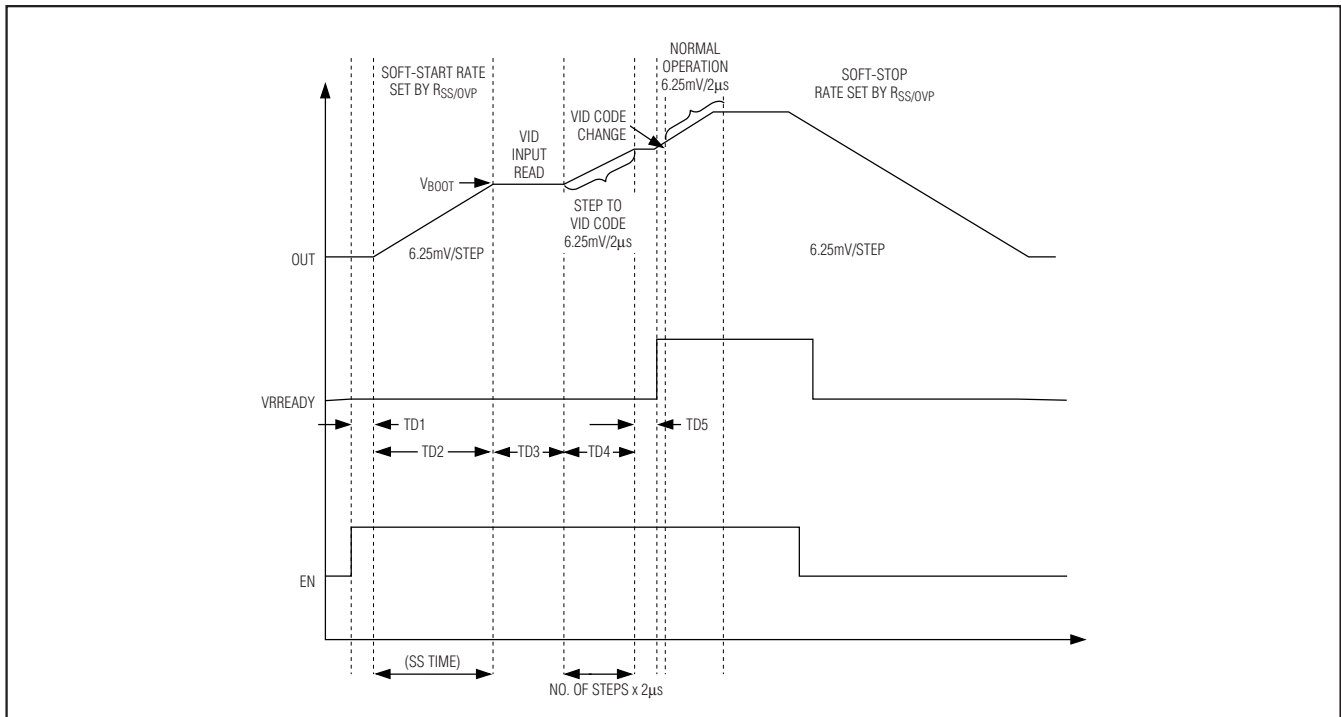 SOFT-START RATE
SET BY RSS/OVP
NORMAL
OPERATION
6.25mV/2µs
SOFT-STOP
RATE SET BY RSS/OVP
VID CODE
CHANGE
VID
INPUT
READ
VBOOT
STEP TO
VID CODE
6.25mV/2µs
6.25mV/STEP
6.25mV/STEP
OUT
VRREADY
TD1
TD5
TD2
TD3
TD4
EN
(SS TIME)
NO. OF STEPS x 2µs